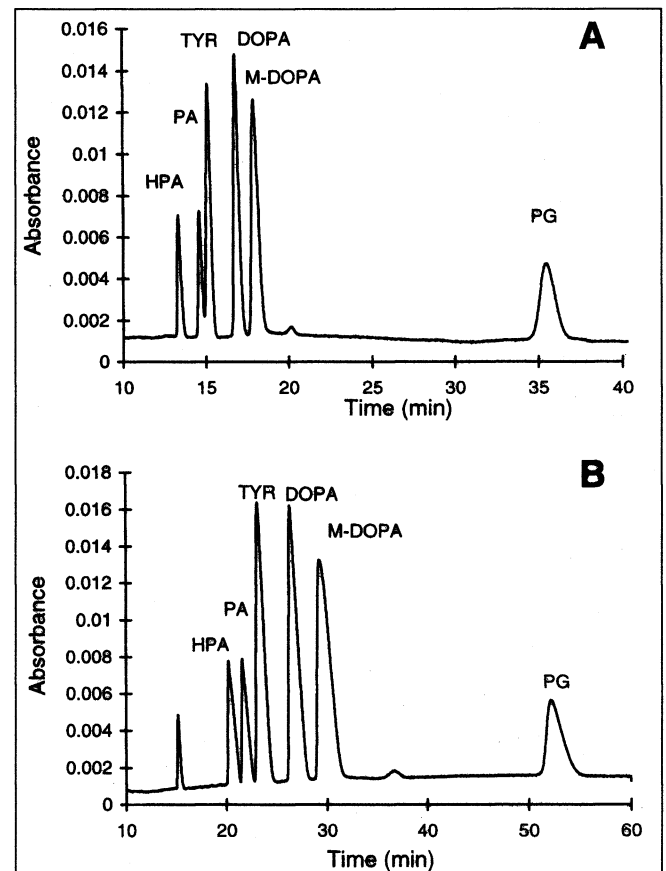 A
0.016
TYR DOPA
0.014
M-DOPA
0.012
PA
0.01
HPA
0.008
PG
0.006
0.004
0.002
0
Absorbance
10 15 20 25 30 35 40
Time (min)
B
0.018
TYR DOPA
0.016
M-DOPA
0.014
0.012
PA
0.01
HPA
0.008
PG
0.006
0.004
0.002
0
Absorbance
10 20 30 40 50 60
Time (min)